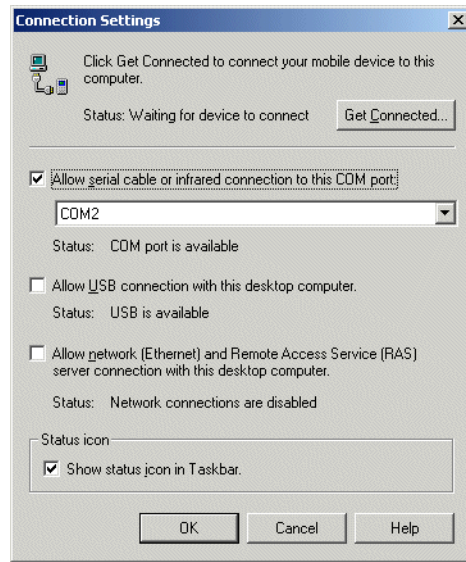 Connection Settings
Click Get Connected to connect your mobile device to this
computer.
Status: Waiting for device to connect
Get Connected...
Allow serial cable or infrared connection to this COM port:
COM2
Status: COM port is available
Allow USB connection with this desktop computer.
Status: USB is available
Allow network (Ethernet) and Remote Access Service (RAS)
server connection with this desktop computer.
Status: Network connections are disabled
Status icon
Show status icon in Taskbar.
OK Cancel Help